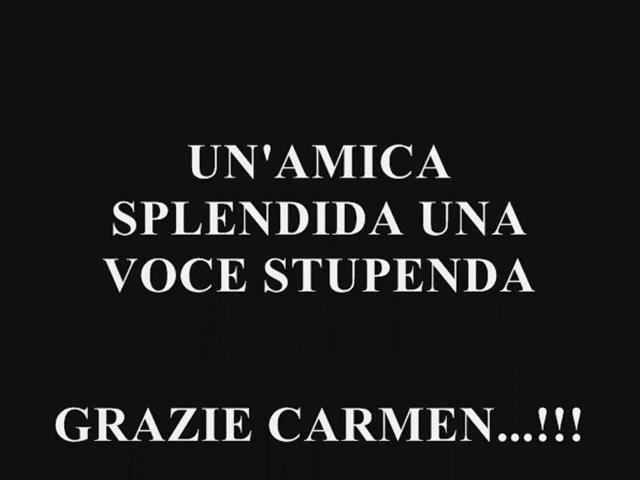 UN'AMICA
SPLENDIDA UNA
VOCE STUPENDA
GRAZIE CARMEN...!!!